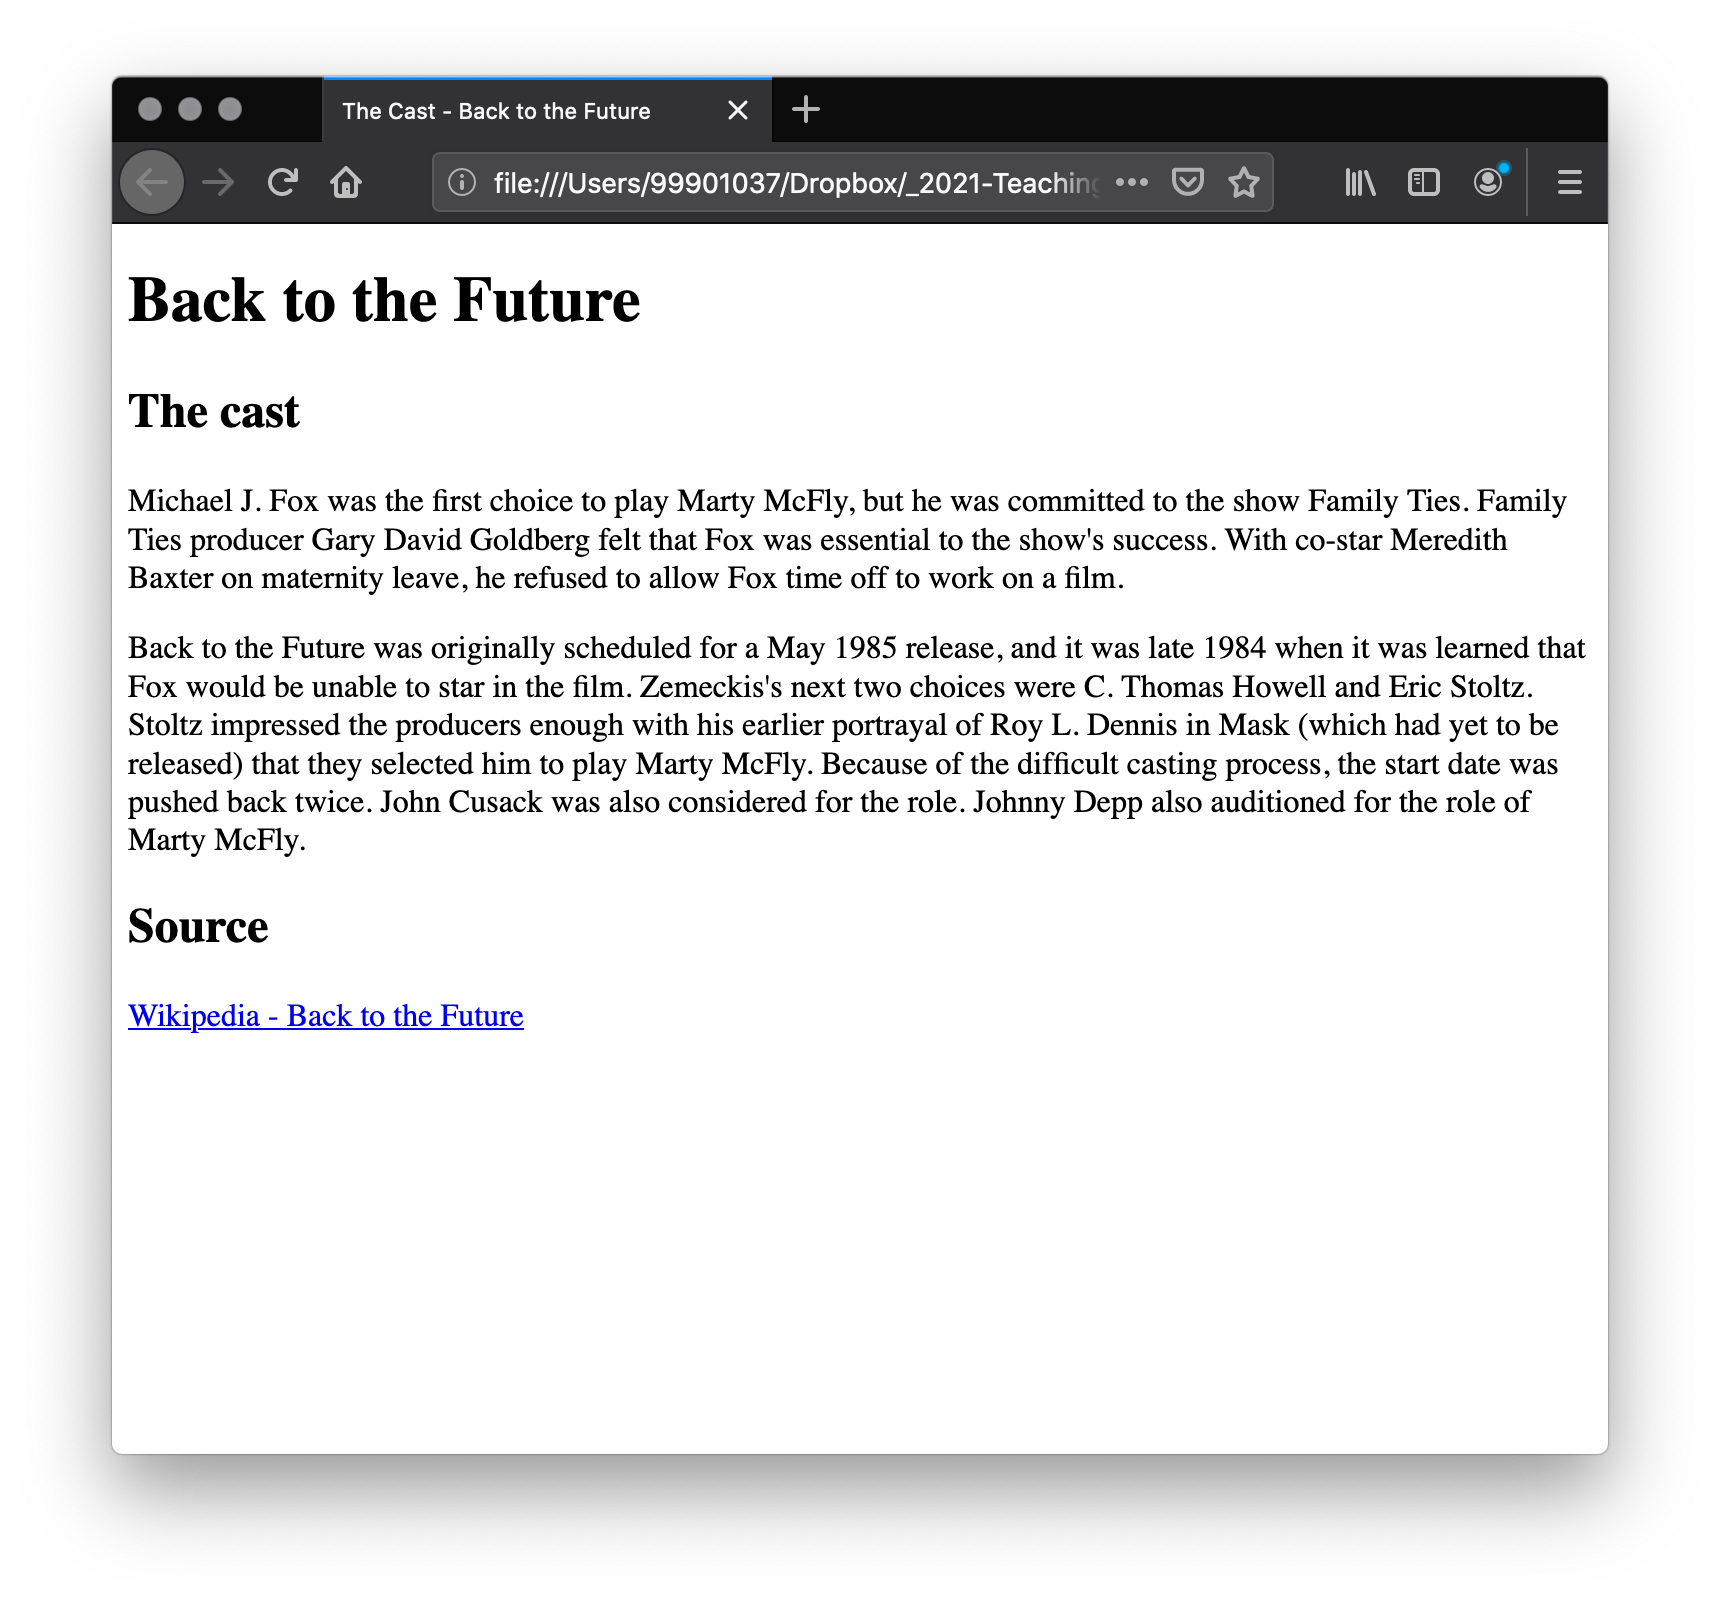 The Cast - Back to the Future
file:///Users/99901037/Dropbox/_2021-Teaching
Back to the Future
The cast
Michael J. Fox was the first choice to play Marty McFly, but he was committed to the show Family Ties. Family
Ties producer Gary David Goldberg felt that Fox was essential to the show's success. With co-star Meredith
Baxter on maternity leave, he refused to allow Fox time off to work on a film.
Back to the Future was originally scheduled for a May 1985 release, and it was late 1984 when it was learned that
Fox would be unable to star in the film. Zemeckis's next two choices were C. Thomas Howell and Eric Stoltz.
Stoltz impressed the producers enough with his earlier portrayal of Roy L. Dennis in Mask (which had yet to be
released) that they selected him to play Marty McFly. Because of the difficult casting process, the start date was
pushed back twice. John Cusack was also considered for the role. Johnny Depp also auditioned for the role of
Marty McFly.
Source
Wikipedia - Back to the Future